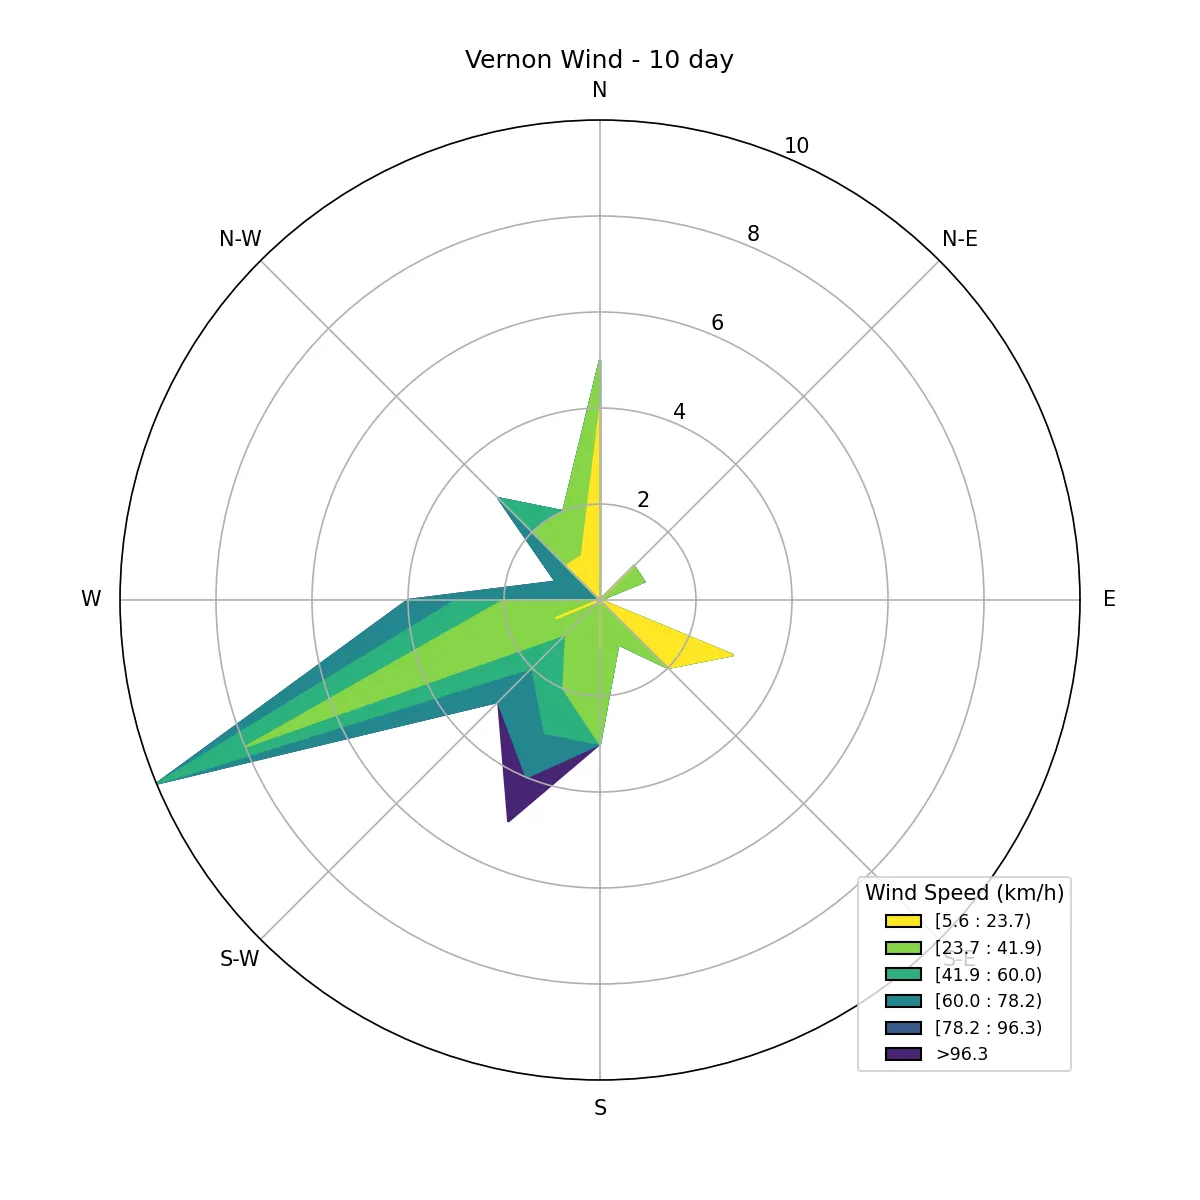 Vernon Wind - 10 day
N
10
N-W
N-E
8
6
4
2
W
E
Wind Speed (km/h)
[5.6 : 23.7)
[23.7 : 41.9)
S-W
S-E
[41.9 : 60.0)
[60.0 : 78.2)
[78.2 : 96.3)
>96.3
S